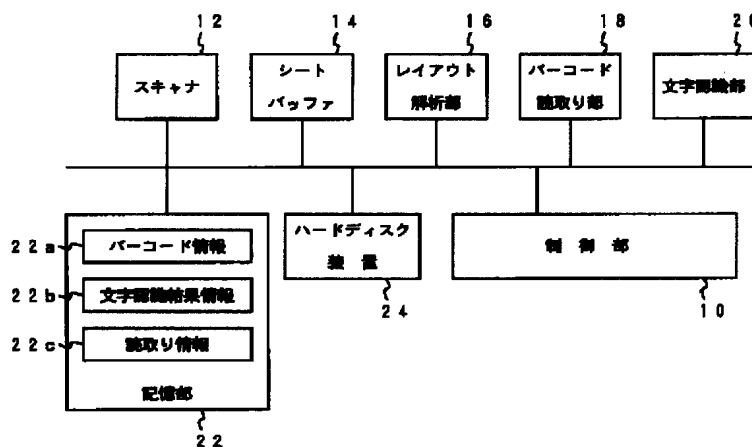 12
14
16
18
スキャナ
シート
バッファ
レイアウト
解析部
バーコード
読取り部
文字認識部
22a
バーコード情報
22b
文字認識結果情報
22c
読取り情報
記憶部
22
ハードディスク
装置
24
制御部
10